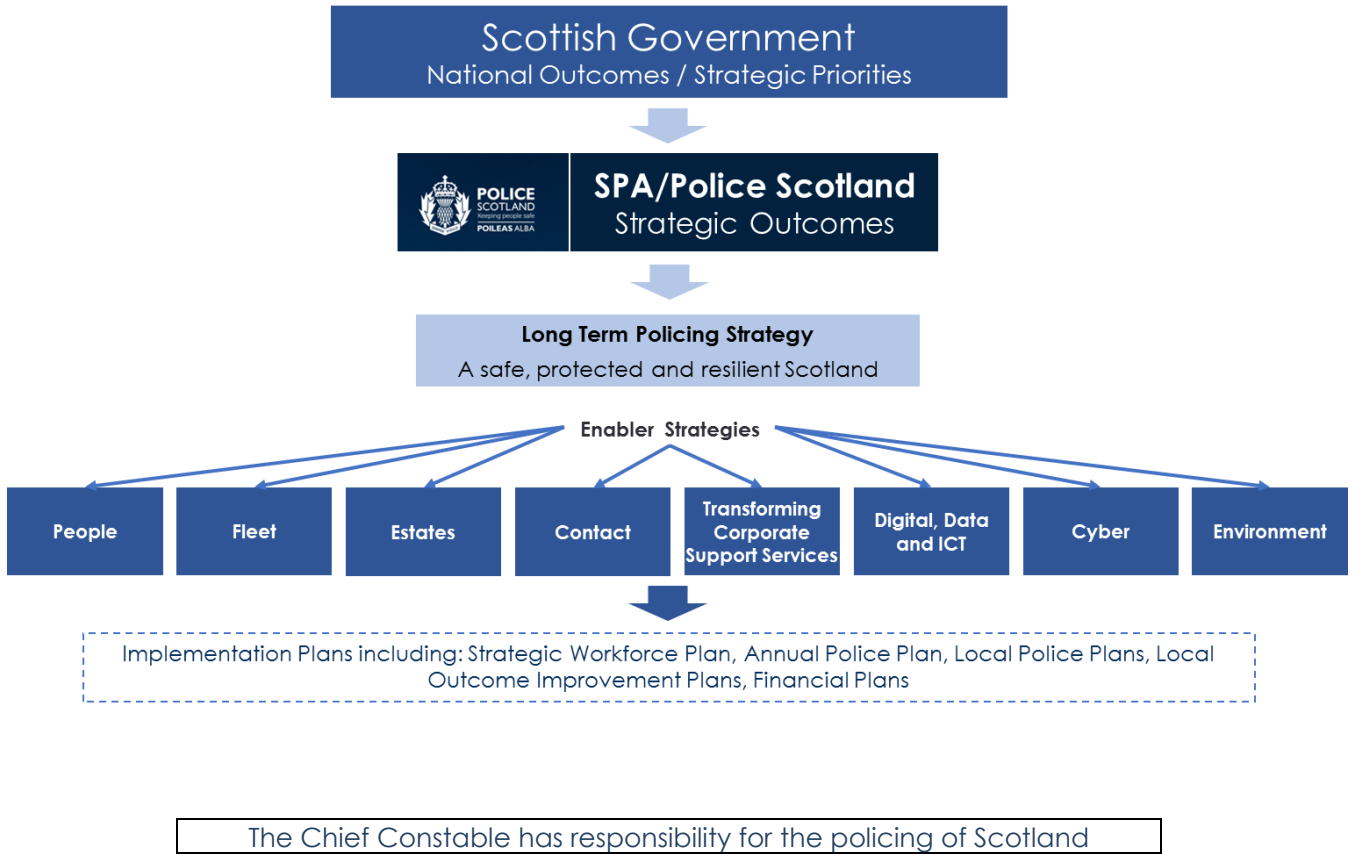 Scottish Government
National Outcomes / Strategic Priorities
POLICE
SCOTLAND
Keeping people safe
POILEAS ALBA
SPA/Police Scotland
Strategic Outcomes
Long Term Policing Strategy
A safe, protected and resilient Scotland
Enabler Strategies
People
Fleet
Estates
Contact
Transforming
Corporate
Support Services
Digital, Data
and ICT
Cyber
Environment
Implementation Plans including: Strategic Workforce Plan, Annual Police Plan, Local Police Plans, Local
Outcome Improvement Plans, Financial Plans
The Chief Constable has responsibility for the policing of Scotland